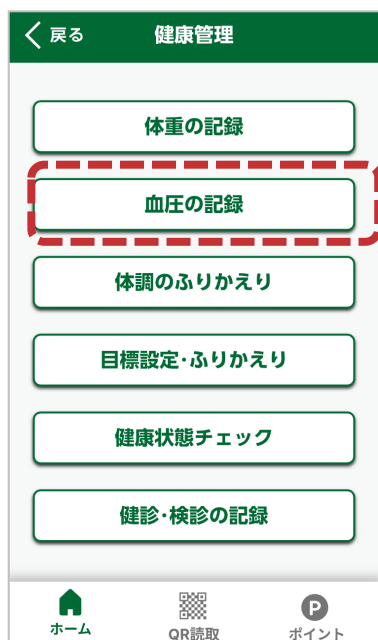 戻る 健康管理
体重の記録
血圧の記録
体調のふりかえり
目標設定･ふりかえり
健康状態チェック
健診･検診の記録
P
ホーム QR読取 ポイント